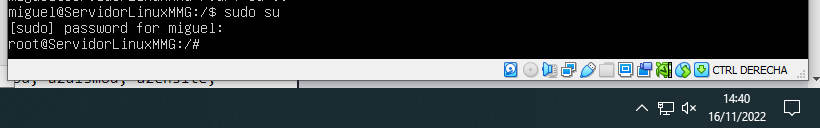 miguel@ServidorLinuxMMG:/$ sudo su
[sudo] password for miguel:
root@ServidorLinuxMMG:/#
CTRL DERECHA
14:40
16/11/2022